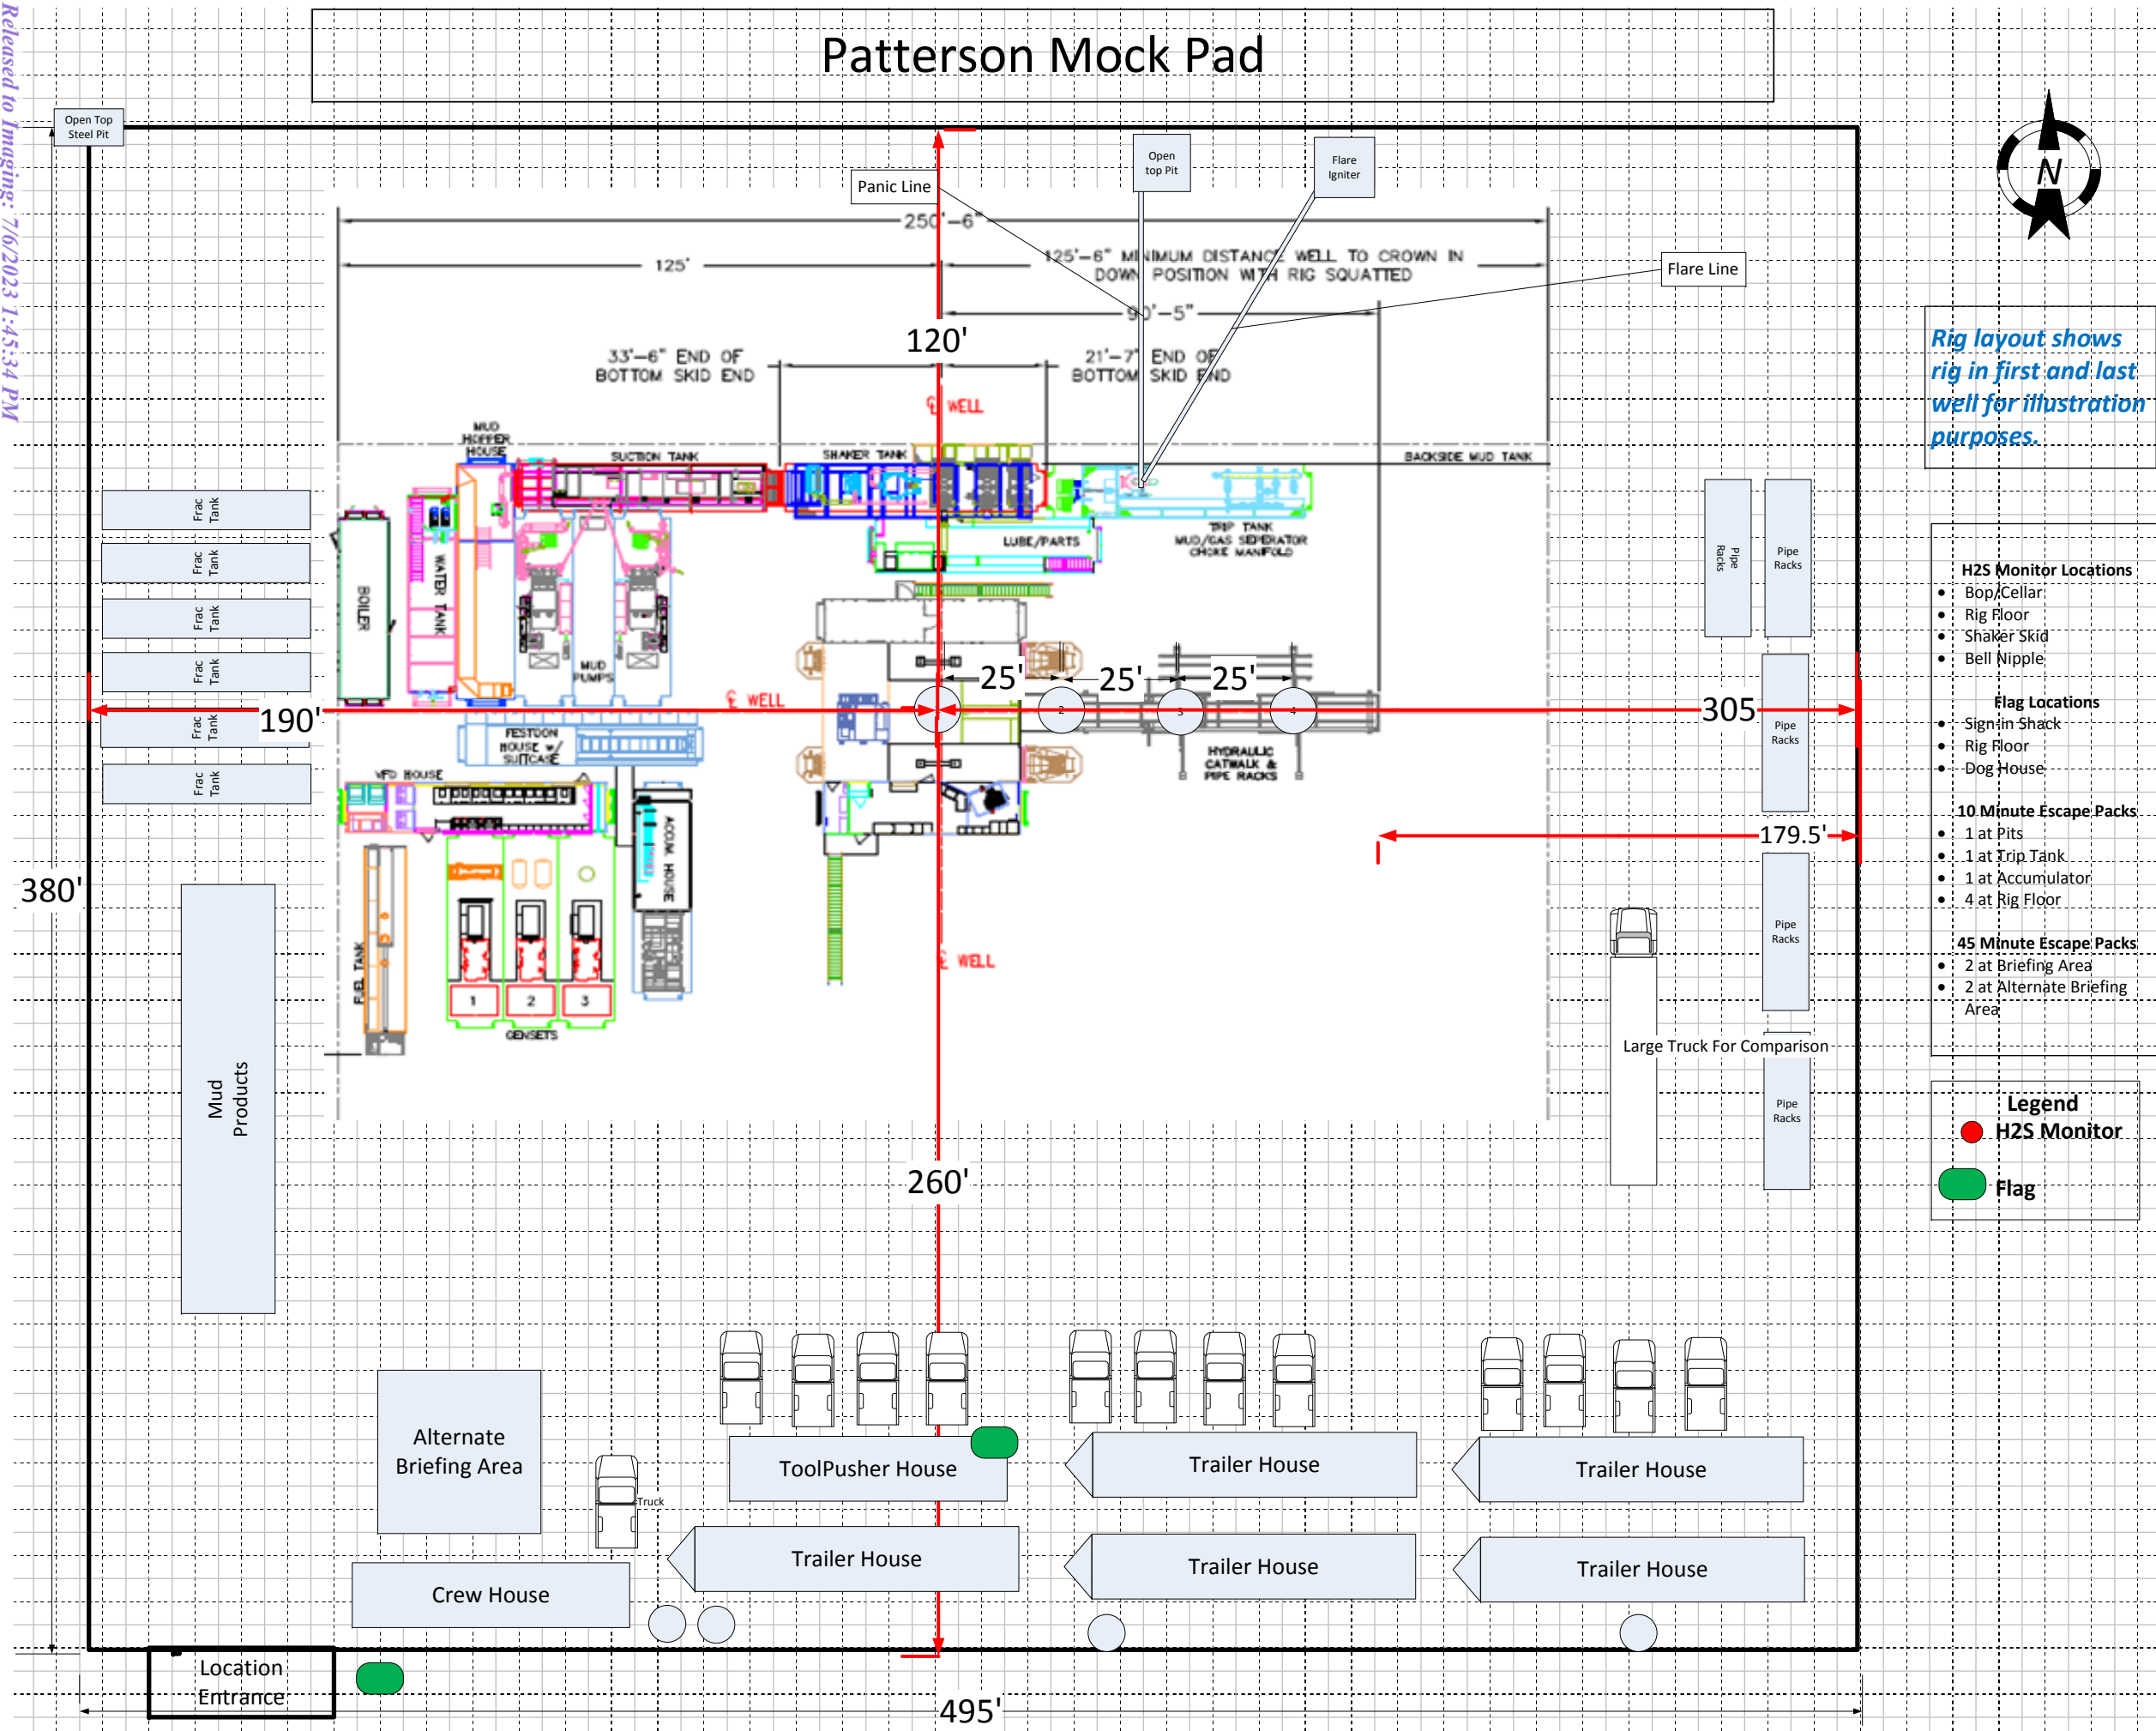 Released to Imaging: 7/6/2023 1:45:34 PM
Patterson Mock Pad
Open Top
Steel Pit
Open
top Pit
Flare
Igniter
N
Panic Line
Flare Line
250'-6"
125'
125'-6" MINIMUM DISTANCE WELL TO CROWN IN
DOWN POSITION WITH RIG SQUATTED
90'-5"
120'
33'-6" END OF
BOTTOM SKID END
21'-7" END OF
BOTTOM SKID END
℄ WELL
Rig layout shows
rig in first and last
well for illustration
purposes.
MUD
HOPPER
HOUSE
SUCTION TANK
SHAKER TANK
BACKSIDE MUD TANK
Frac
Tank
Frac
Tank
Frac
Tank
Frac
Tank
Frac
Tank
Frac
Tank
BOILER
WATER TANK
MUD
PUMPS
LUBE/PARTS
TRIP TANK
MUD/GAS SEPERATOR
CHOKE MANIFOLD
Pipe
Racks
Pipe
Racks
Pipe
Racks
Pipe
Racks
Pipe
Racks
25'
25'
25'
℄ WELL
2
3
4
190'
305
FESTOON
HOUSE w/
SUITCASE
HYDRAULIC
CATWALK &
PIPE RACKS
VFD HOUSE
ACCUM. HOUSE
179.5'
380'
FUEL TANK
1
2
3
GENSETS
℄ WELL
Large Truck For Comparison
Mud
Products
260'
H2S Monitor Locations
• Bop/Cellar
• Rig Floor
• Shaker Skid
• Bell Nipple
Flag Locations
• Sign-in Shack
• Rig Floor
• Dog House
10 Minute Escape Packs
• 1 at Pits
• 1 at Trip Tank
• 1 at Accumulator
• 4 at Rig Floor
45 Minute Escape Packs
• 2 at Briefing Area
• 2 at Alternate Briefing
Area
Legend
H2S Monitor
Flag
Alternate
Briefing Area
Truck
ToolPusher House
Trailer House
Trailer House
Crew House
Trailer House
Trailer House
Trailer House
Location
Entrance
495'